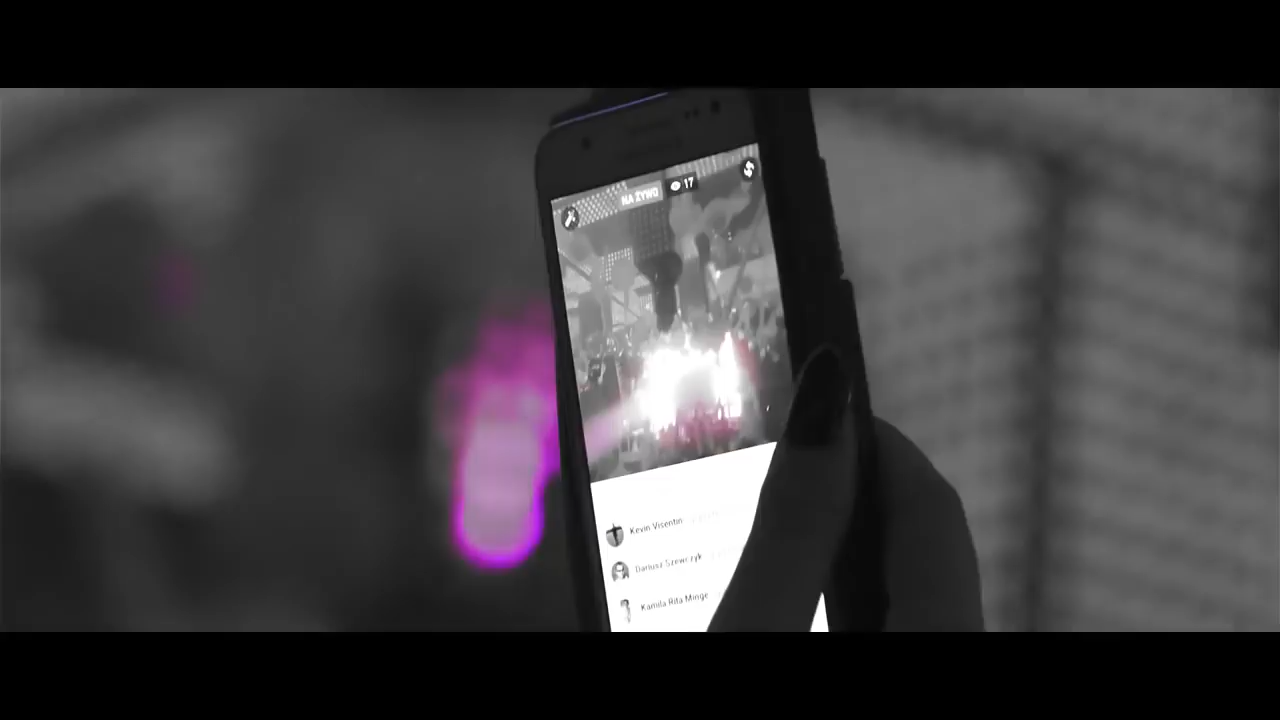 NA ŻYWO 17
Kevin Visentin
Dariusz Szewczyk
Kamila Rita Minge